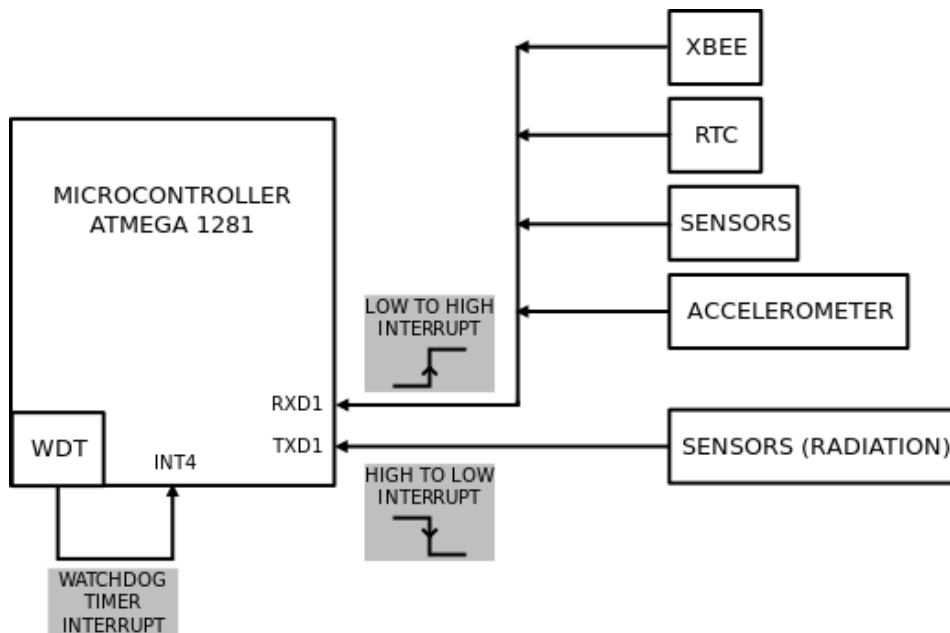 XBEE
RTC
MICROCONTROLLER
ATMEGA 1281
SENSORS
LOW TO HIGH
INTERRUPT
ACCELEROMETER
RXD1
WDT
INT4
TXD1
SENSORS (RADIATION)
HIGH TO LOW
INTERRUPT
WATCHDOG
TIMER
INTERRUPT